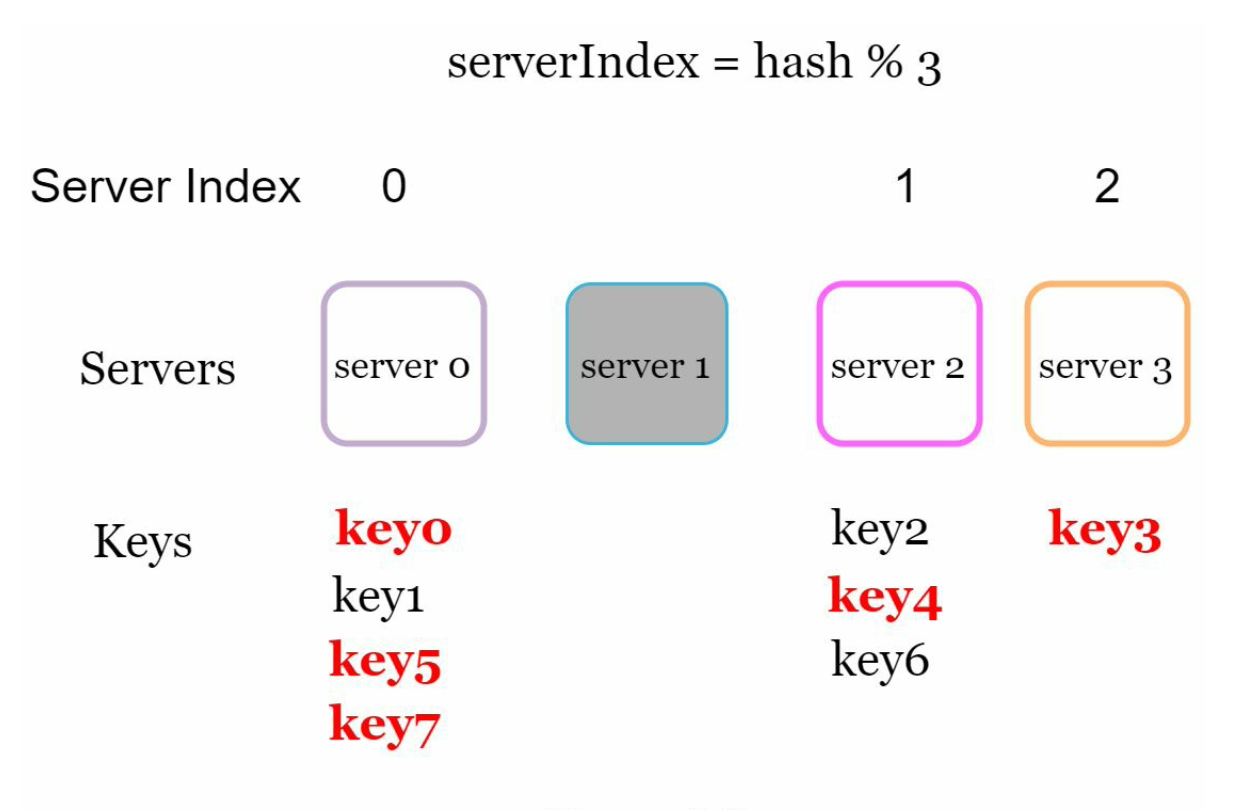 serverIndex = hash % 3
Server Index 0 1 2
Servers server 0 server 1 server 2 server 3
Keys key0 key2 key3
key1 key4
key5 key6
key7